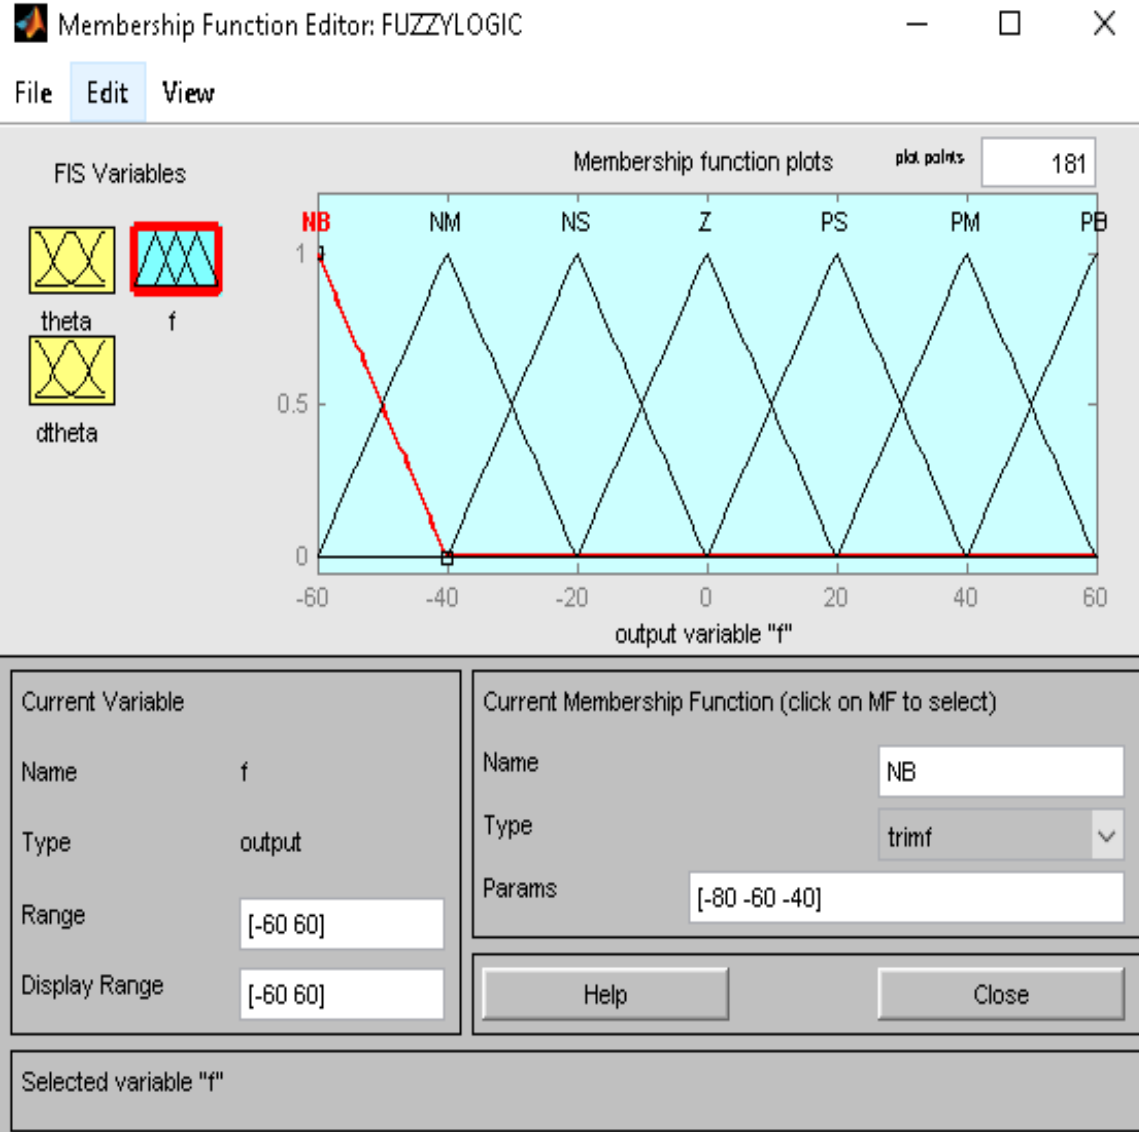 Membership Function Editor: FUZZYLOGIC
File Edit View
FIS Variables
theta f
dtheta
Membership function plots plot points 181
NB NM NS Z PS PM PB
1
0.5
0
-60 -40 -20 0 20 40 60
output variable "f"
Current Variable
Name f
Type output
Range [-60 60]
Display Range [-60 60]
Current Membership Function (click on MF to select)
Name NB
Type trimf
Params [-80 -60 -40]
Help Close
Selected variable "f"